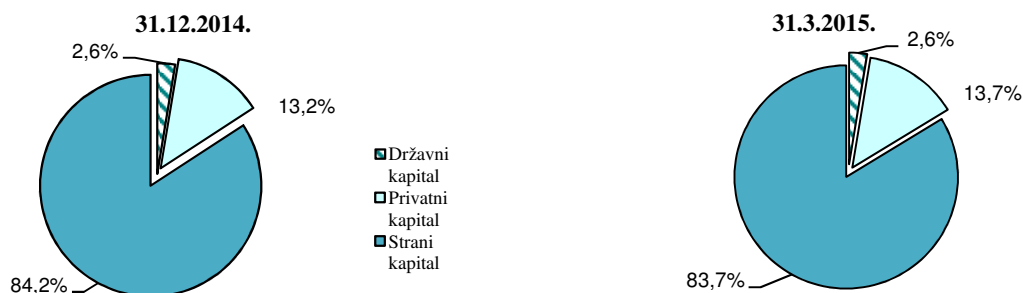 31.12.2014.
2,6%
13,2%
84,2%
Državni
kapital
Privatni
kapital
Strani
kapital
31.3.2015.
2,6%
13,7%
83,7%